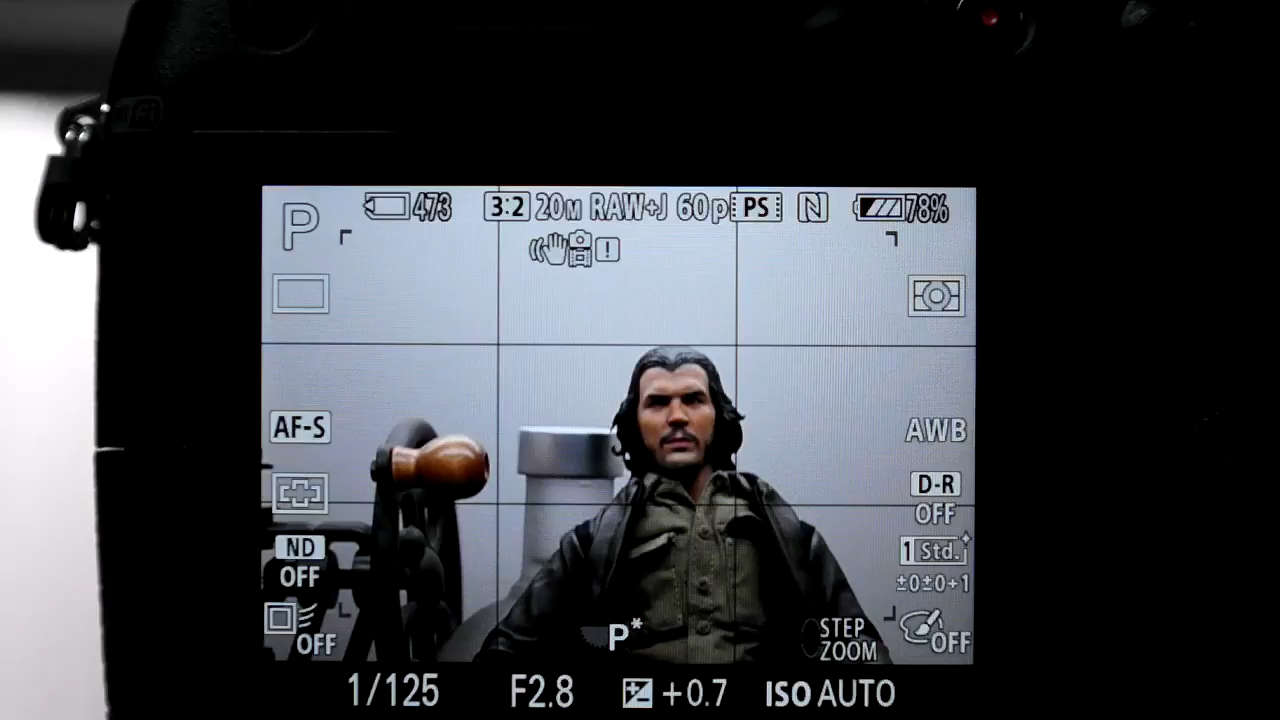 P 473 3:2 20M RAW+J 60p PS N 78%
!
AF-S AWB
D-R
OFF
ND
OFF
1 Std.
±0±0+1
OFF P* STEP ZOOM OFF
1/125 F2.8 +0.7 ISO AUTO